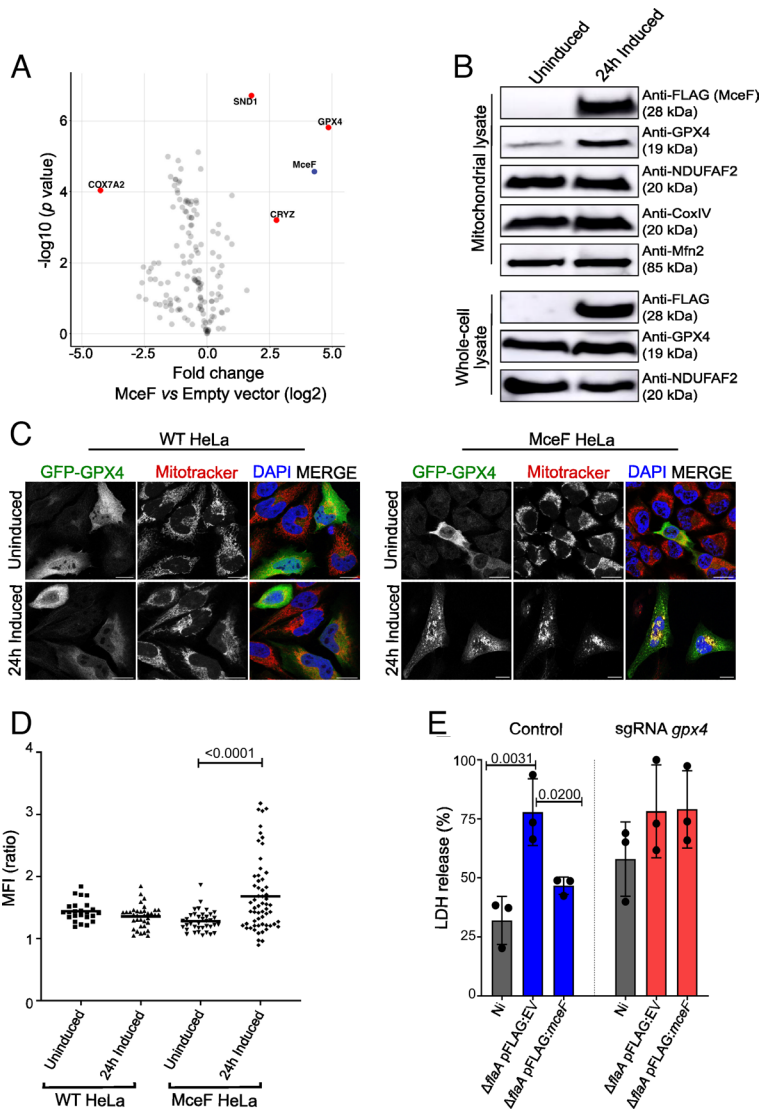 A
SND1
GPX4
MceF
COX7A2
CRYZ
6
4
2
0
-5.0
-2.5
0.0
2.5
5.0
-log10 (p value)
Fold change
MceF vs Empty vector (log2)
B
Uninduced
24h Induced
Mitochondrial lysate
Anti-FLAG (MceF)
(28 kDa)
Anti-GPX4
(19 kDa)
Anti-NDUFAF2
(20 kDa)
Anti-CoxIV
(20 kDa)
Anti-Mfn2
(85 kDa)
Whole-cell
lysate
Anti-FLAG
(28 kDa)
Anti-GPX4
(19 kDa)
Anti-NDUFAF2
(20 kDa)
C
WT HeLa
GFP-GPX4 Mitotracker DAPI MERGE
Uninduced
24h Induced
MceF HeLa
GFP-GPX4 Mitotracker DAPI MERGE
Uninduced
24h Induced
D
<0.0001
4
3
2
1
0
MFI (ratio)
Uninduced
24h Induced
Uninduced
24h Induced
WT HeLa
MceF HeLa
E
Control
sgRNA gpx4
0.0031
0.0200
100
75
50
25
0
LDH release (%)
Ni
ΔflaA pFLAG:EV
ΔflaA pFLAG:mceF
Ni
ΔflaA pFLAG:EV
ΔflaA pFLAG:mceF